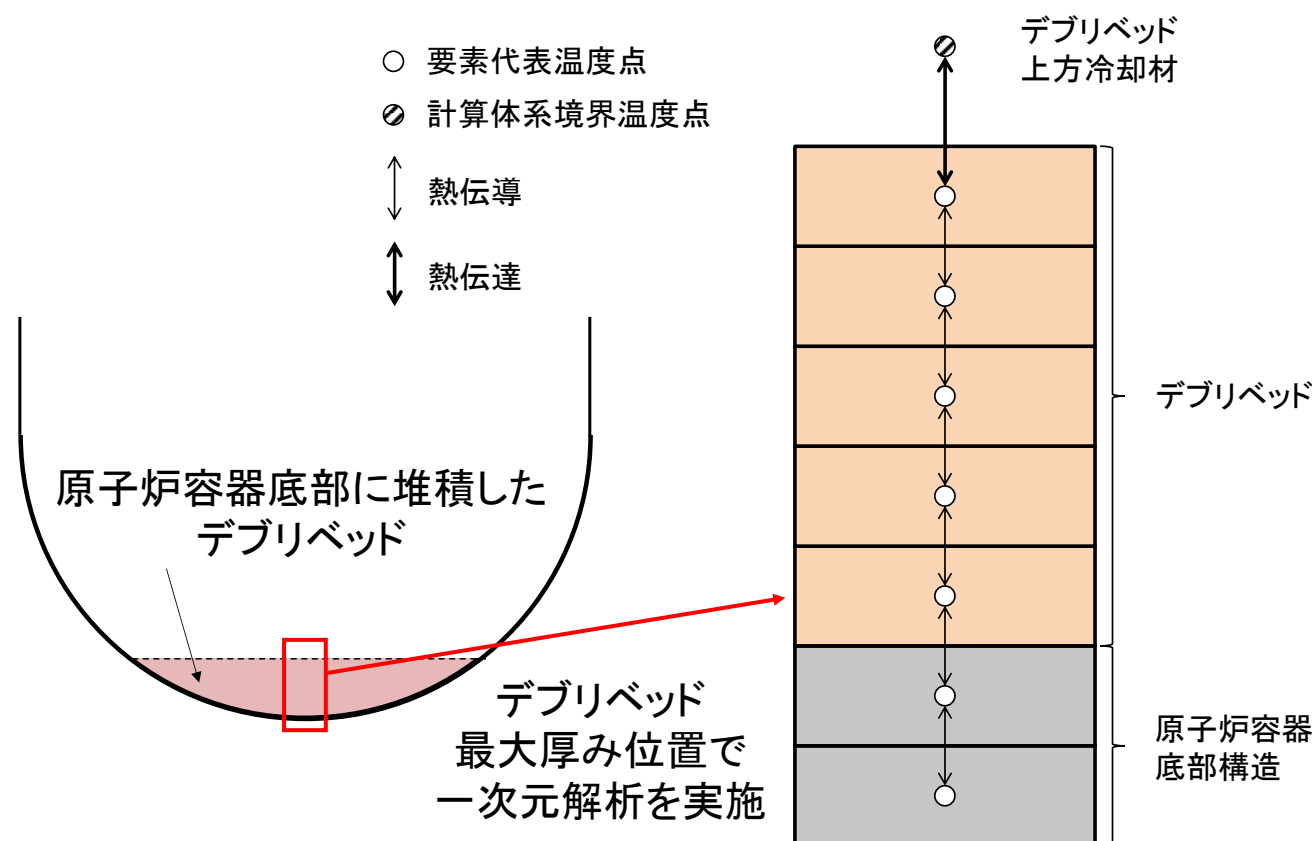 要素代表温度点
計算体系境界温度点
熱伝導
熱伝達
デブリベッド
上方冷却材
デブリベッド
原子炉容器
底部構造
原子炉容器底部に堆積した
デブリベッド
デブリベッド
最大厚み位置で
一次元解析を実施